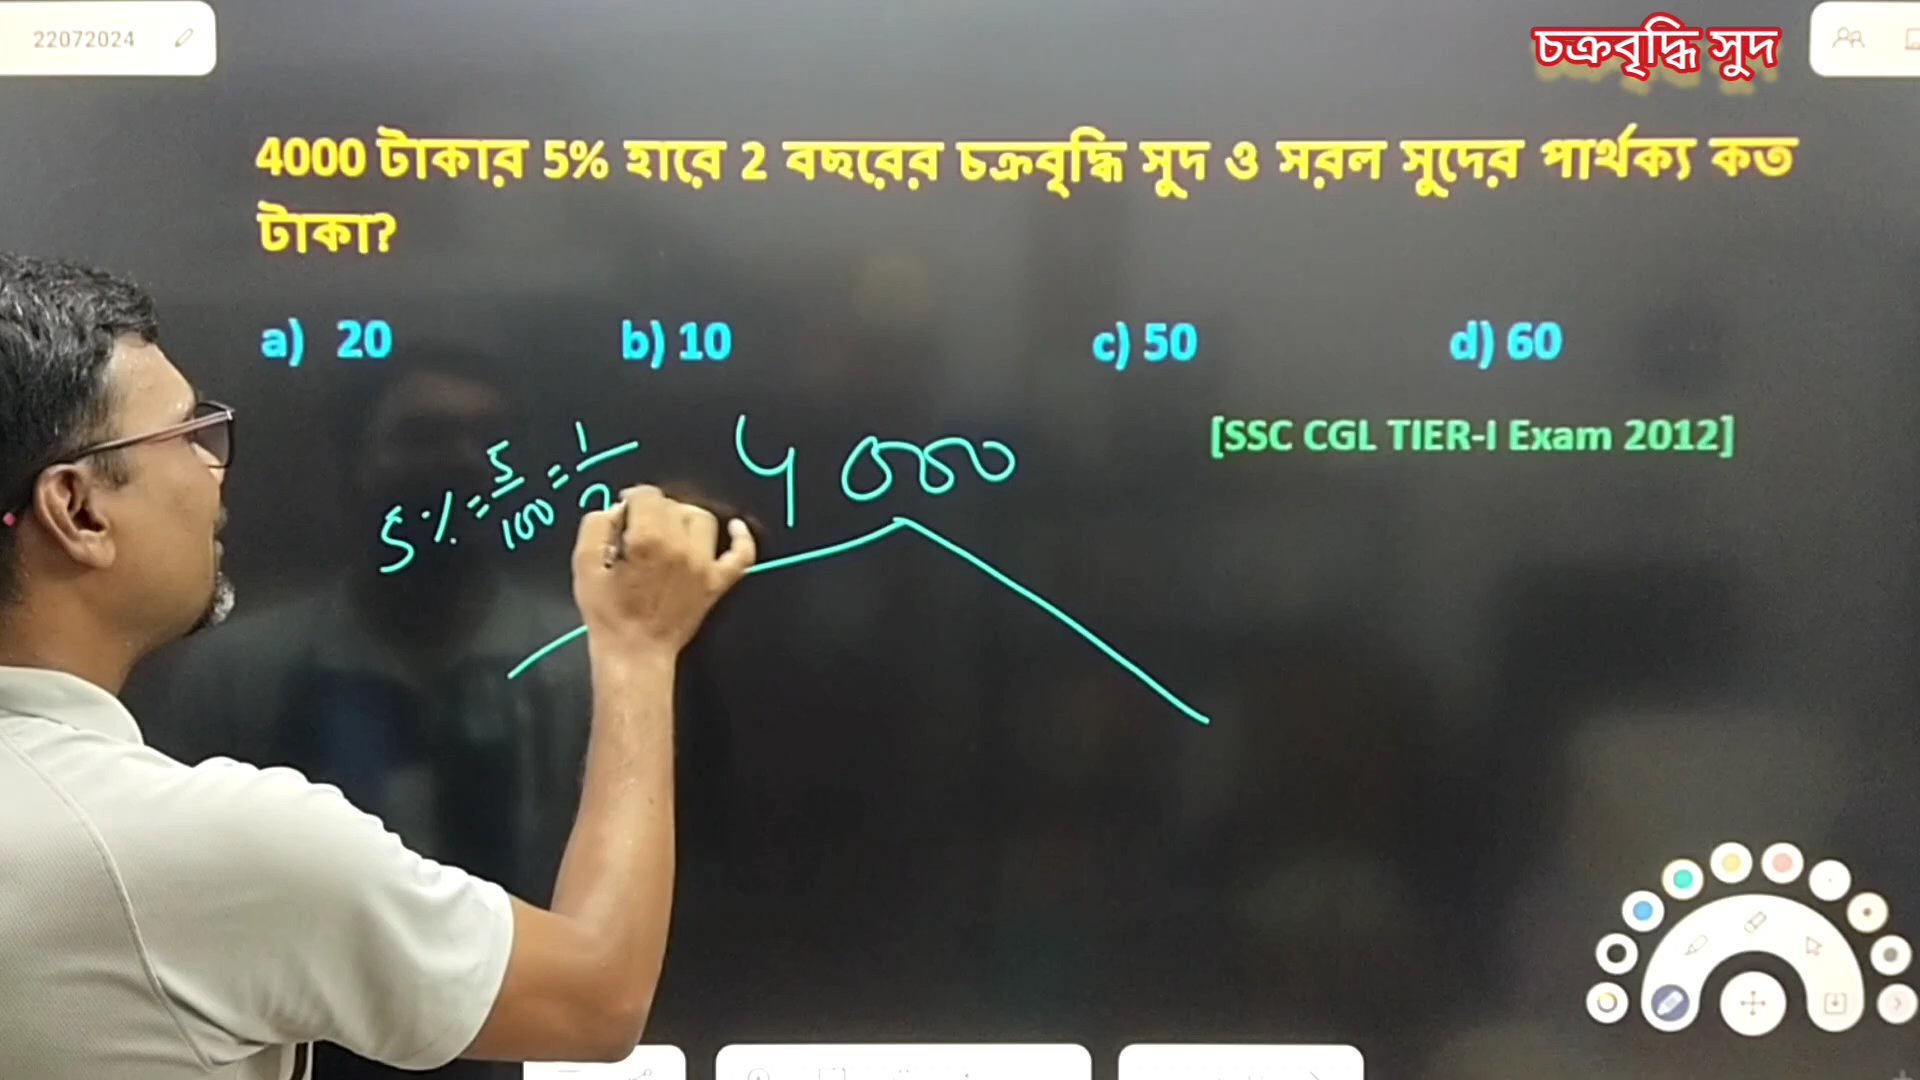 22072024
চক্রবৃদ্ধি সুদ
4000 টাকার 5% হারে 2 বছরের চক্রবৃদ্ধি সুদ ও সরল সুদের পার্থক্য কত
টাকা?
a) 20 b) 10 c) 50 d) 60
[SSC CGL TIER-I Exam 2012]
4000
5% = 5/100 = 1/2